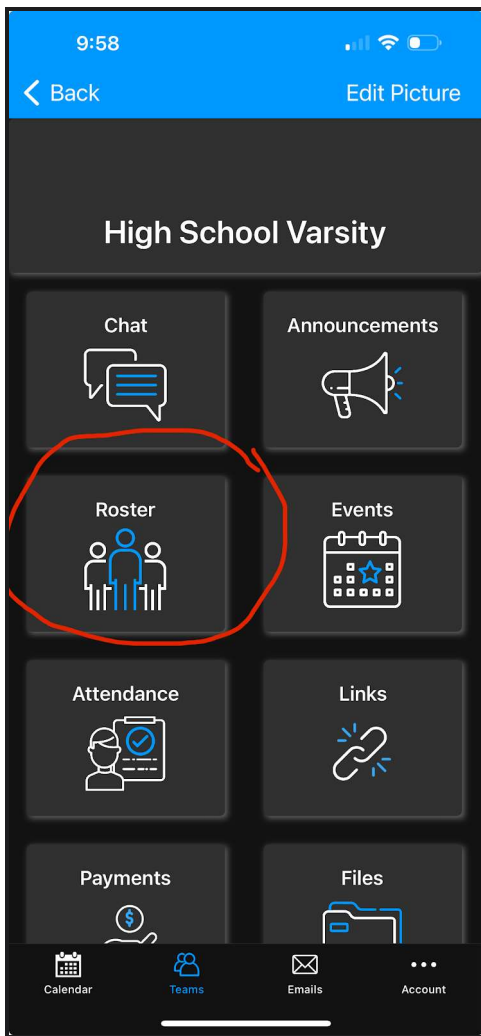 9:58
Back Edit Picture
High School Varsity
Chat Announcements
Roster Events
Attendance Links
$
Payments Files
Calendar Teams Emails Account